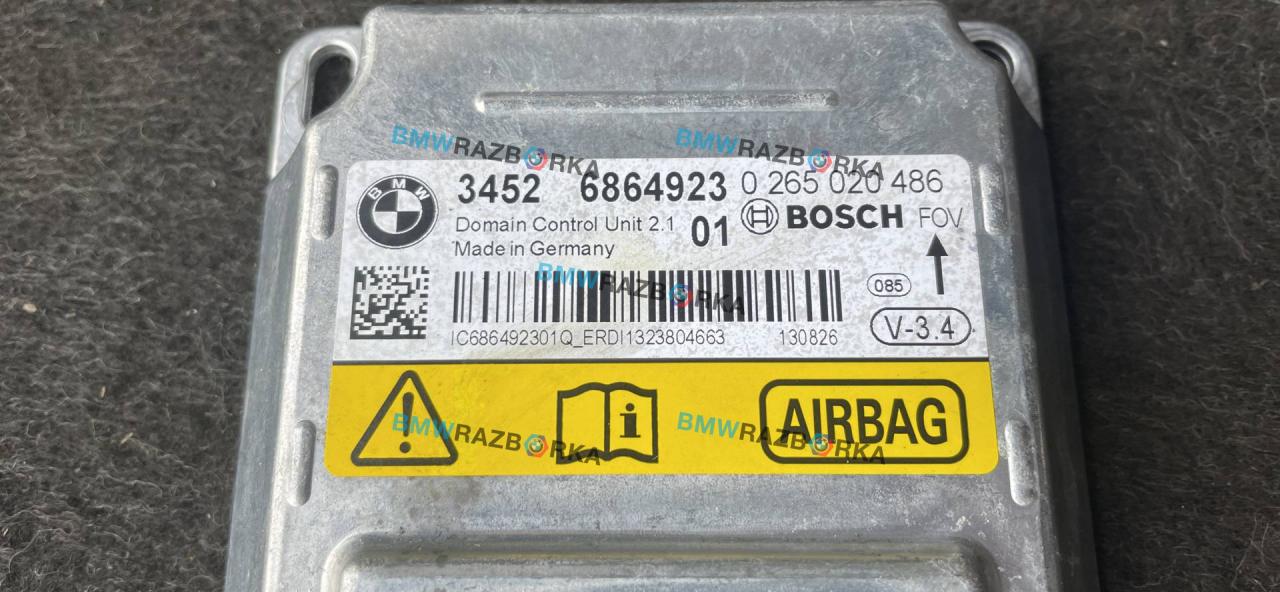 BMWRAZBORKA BMWRAZBORKA
BMW 3452 6864923 0 265 020 486
Domain Control Unit 2.1 01 BOSCH FOV
Made in Germany
BMWRAZBORKA
085
IC686492301Q_ERDI1323804663 130826 V-3.4
! i AIRBAG
BMWRAZBORKA BMWRAZBORKA